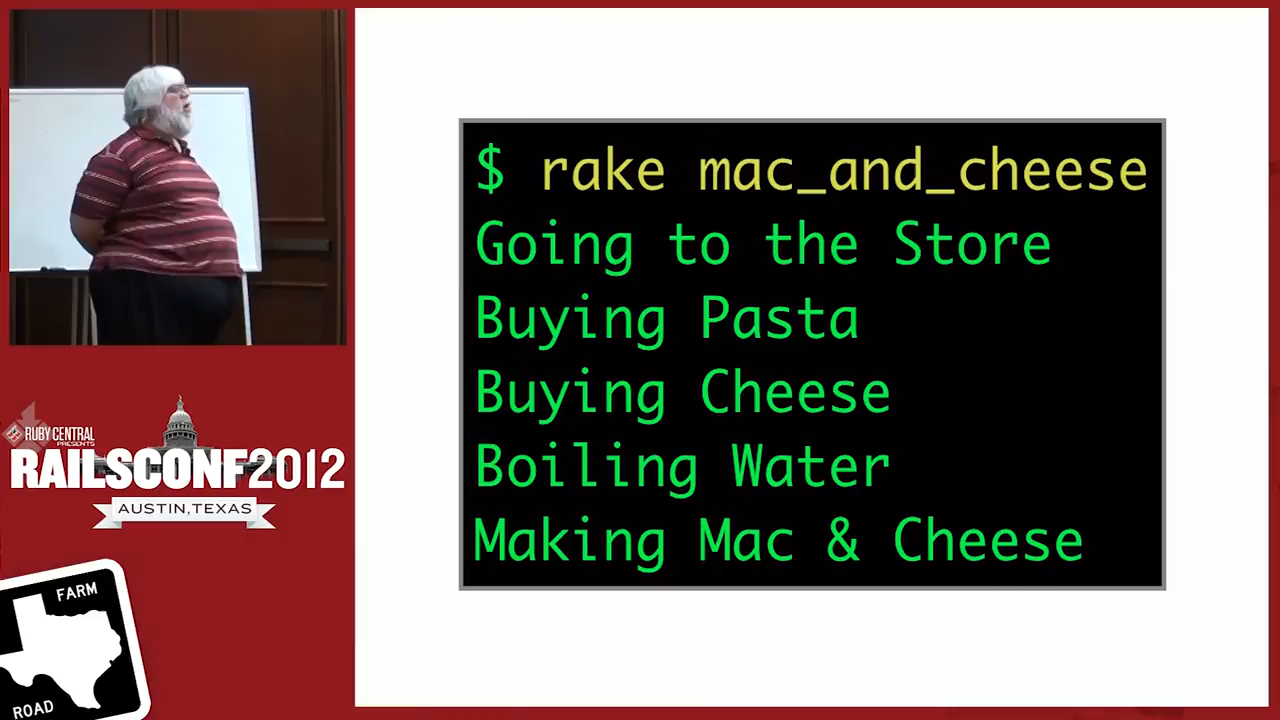 $ rake mac_and_cheese
Going to the Store
Buying Pasta
Buying Cheese
Boiling Water
Making Mac & Cheese
RUBY CENTRAL
PRESENTS
RAILSCONF2012
AUSTIN,TEXAS
FARM
ROAD